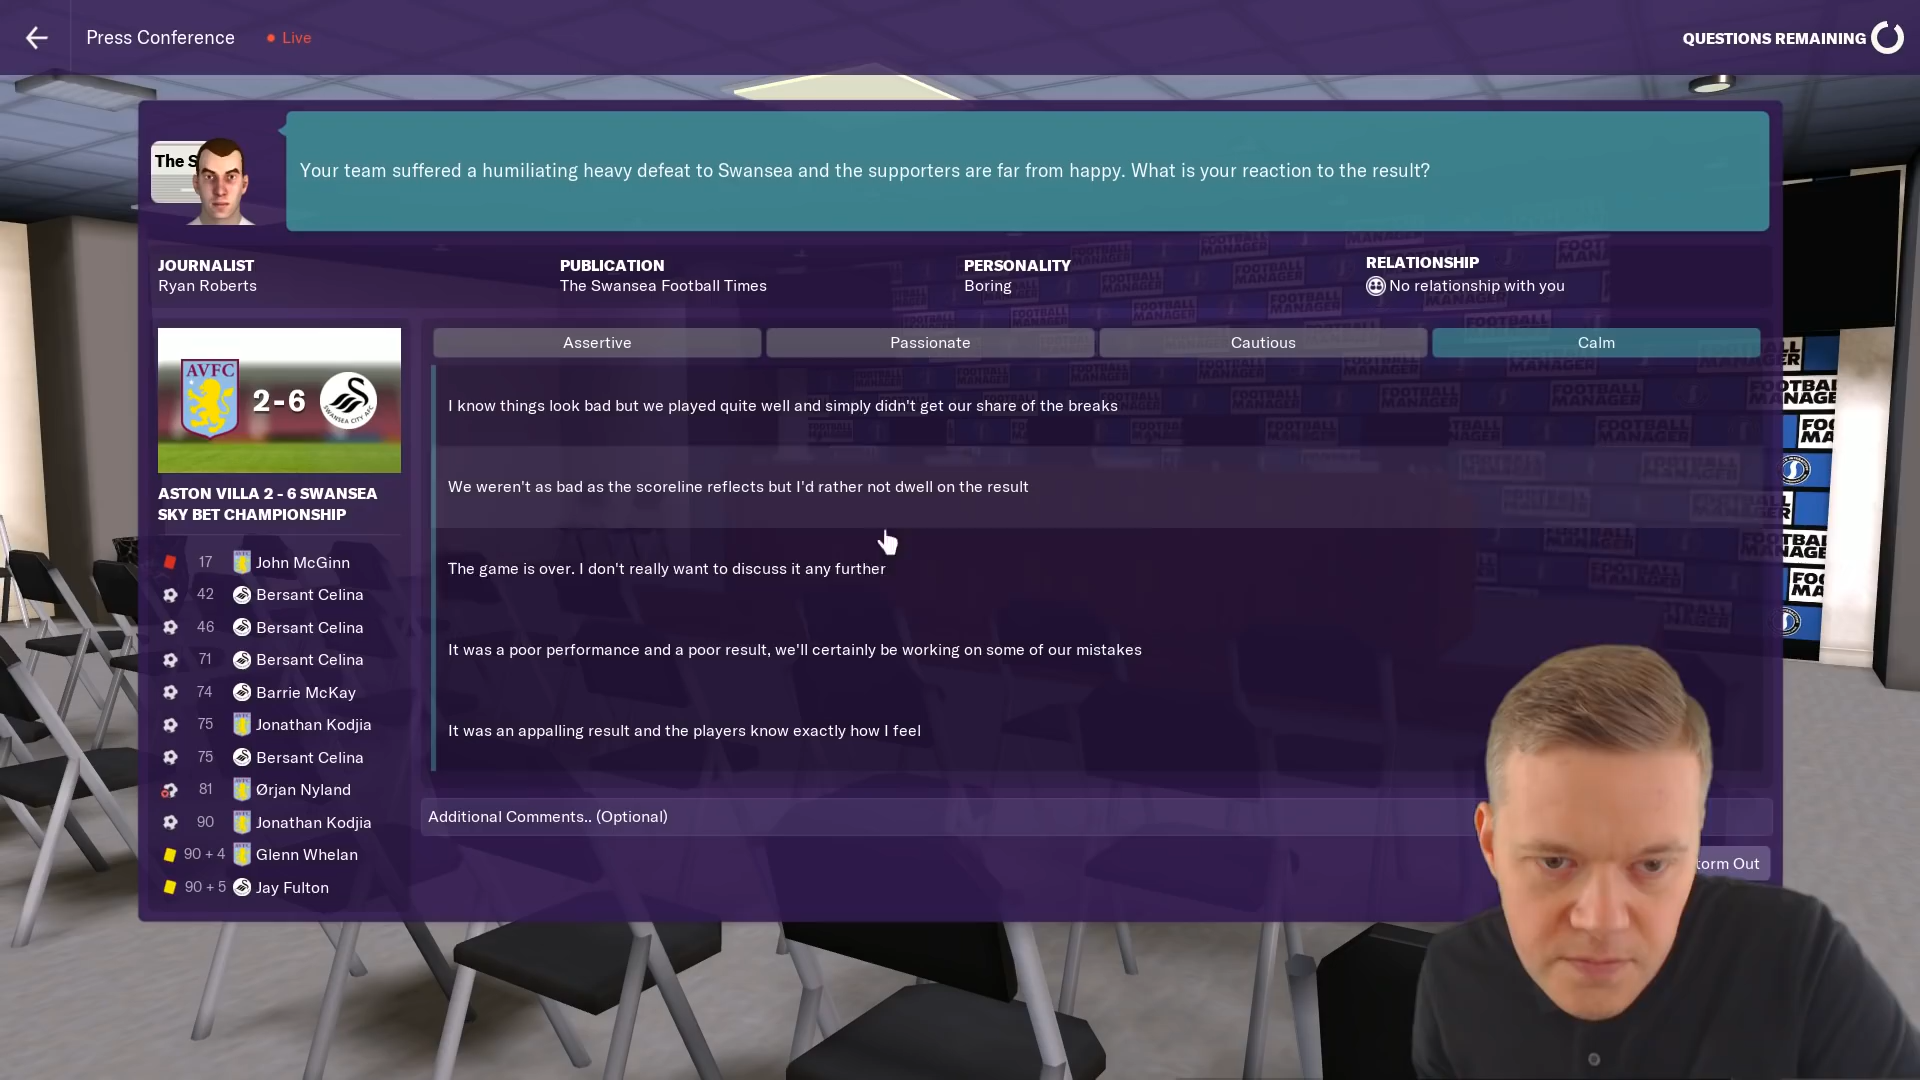 Press Conference
Live
QUESTIONS REMAINING
The S
Your team suffered a humiliating heavy defeat to Swansea and the supporters are far from happy. What is your reaction to the result?
JOURNALIST
Ryan Roberts
PUBLICATION
The Swansea Football Times
PERSONALITY
Boring
RELATIONSHIP
No relationship with you
AVFC
2-6
SWANSEA CITY AFC
ASTON VILLA 2 - 6 SWANSEA
SKY BET CHAMPIONSHIP
17 John McGinn
42 Bersant Celina
46 Bersant Celina
71 Bersant Celina
74 Barrie McKay
75 Jonathan Kodjia
75 Bersant Celina
81 Ørjan Nyland
90 Jonathan Kodjia
90 + 4 Glenn Whelan
90 + 5 Jay Fulton
Assertive
Passionate
Cautious
Calm
I know things look bad but we played quite well and simply didn't get our share of the breaks
We weren't as bad as the scoreline reflects but I'd rather not dwell on the result
The game is over. I don't really want to discuss it any further
It was a poor performance and a poor result, we'll certainly be working on some of our mistakes
It was an appalling result and the players know exactly how I feel
Additional Comments.. (Optional)
torm Out
FOOTBALL
MANAGER